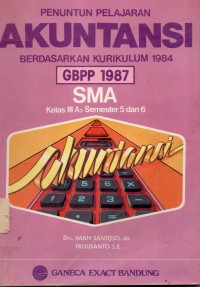 PENUNTUN PELAJARAN
AKUNTANSI
BERDASARKAN KURIKULUM 1984
GBPP 1987
SMA
Kelas III A₃ Semester 5 dan 6
akuntansi
Drs. IMAN SANTOSO, Ak
TRISUSANTO S.E.
GANECA EXACT BANDUNG